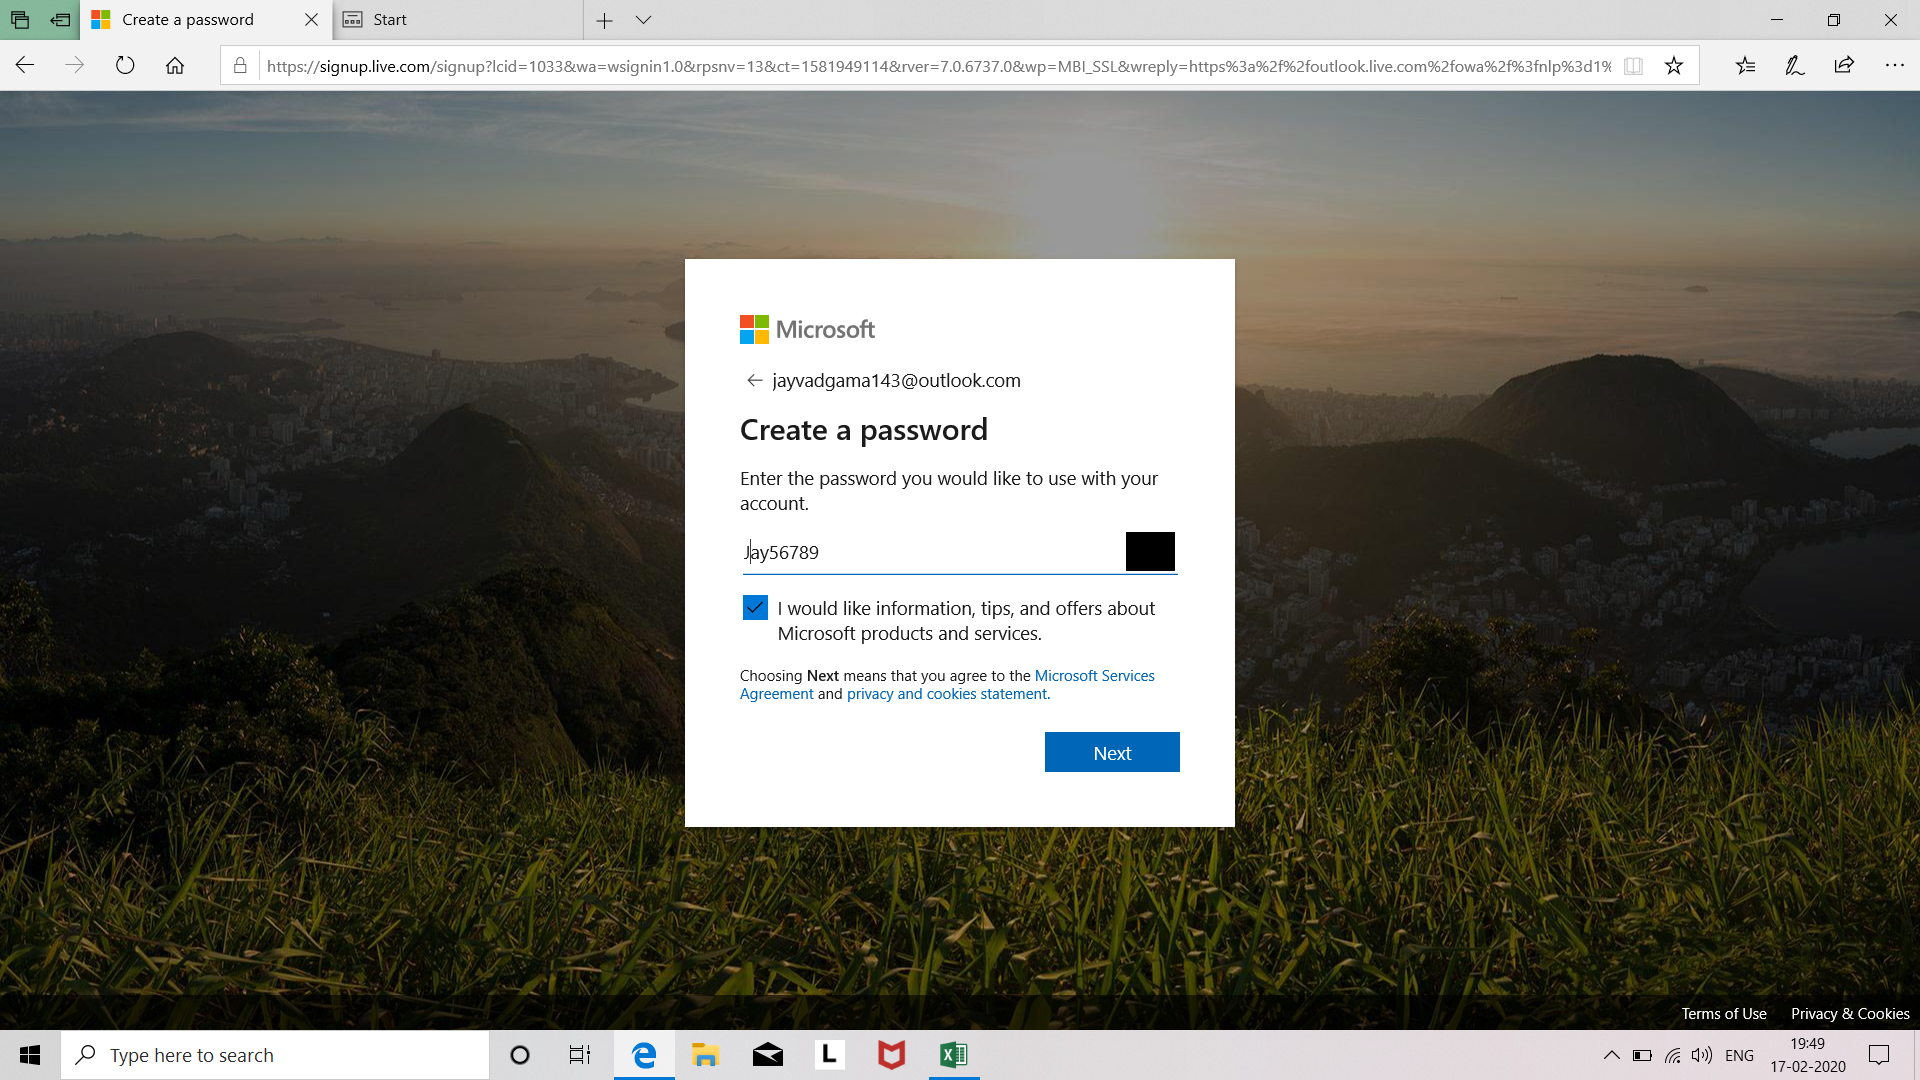 Create a password
Start
https://signup.live.com/signup?lcid=1033&wa=wsignin1.0&rpsnv=13&ct=1581949114&rver=7.0.6737.0&wp=MBI_SSL&wreply=https%3a%2f%2foutlook.live.com%2fowa%2f%3fnlp%3d1%
Microsoft
jayvadgama143@outlook.com
Create a password
Enter the password you would like to use with your
account.
Jay56789
I would like information, tips, and offers about
Microsoft products and services.
Choosing Next means that you agree to the Microsoft Services
Agreement and privacy and cookies statement.
Next
Terms of Use
Privacy & Cookies
Type here to search
L
ENG
19:49
17-02-2020